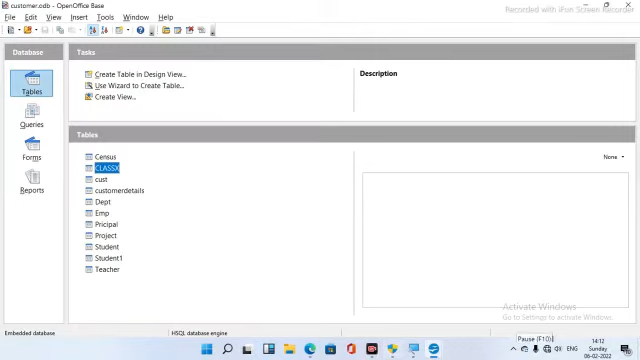 customer.odb - OpenOffice Base
Recorded with iFun Screen Recorder
File Edit View Insert Tools Window Help
Database
Tasks
Tables
Queries
Forms
Reports
Create Table in Design View...
Use Wizard to Create Table...
Create View...
Description
Tables
Census
CLASSX
cust
customerdetails
Dept
Emp
Pricipal
Project
Student
Student1
Teacher
None
Activate Windows
Go to Settings to activate Windows.
Embedded database
HSQL database engine
Pause (F10)
ENG
14:12
Sunday
06-02-2022